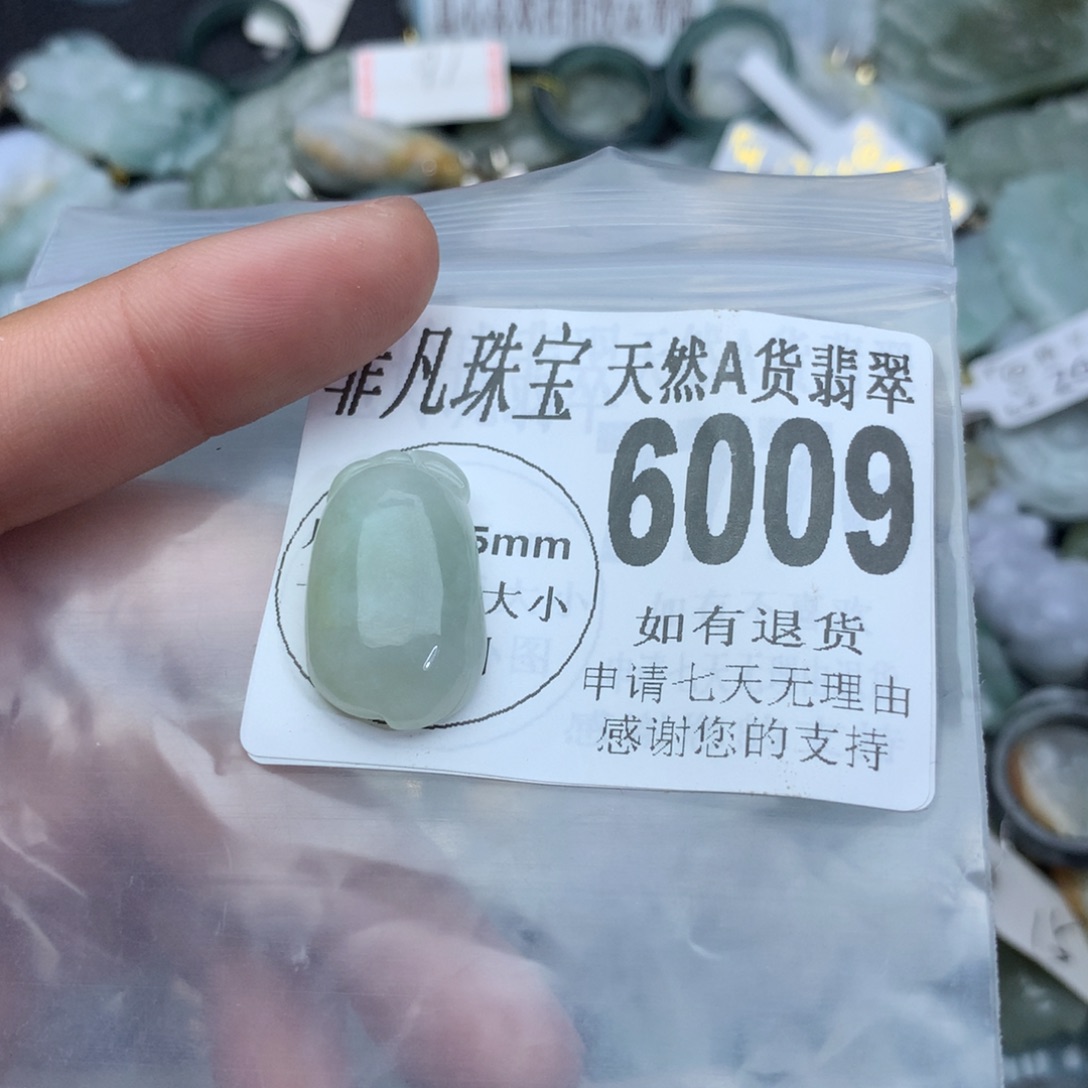 菲凡珠宝 天然A货翡翠
6009
5mm
大小
如有退货
申请七天无理由
感谢您的支持